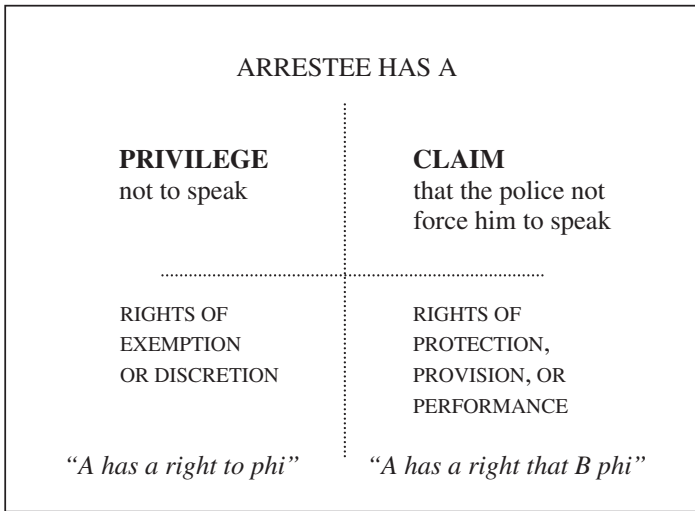 ARRESTEE HAS A
PRIVILEGE
not to speak
CLAIM
that the police not
force him to speak
RIGHTS OF
EXEMPTION
OR DISCRETION
RIGHTS OF
PROTECTION,
PROVISION, OR
PERFORMANCE
“A has a right to phi”
“A has a right that B phi”